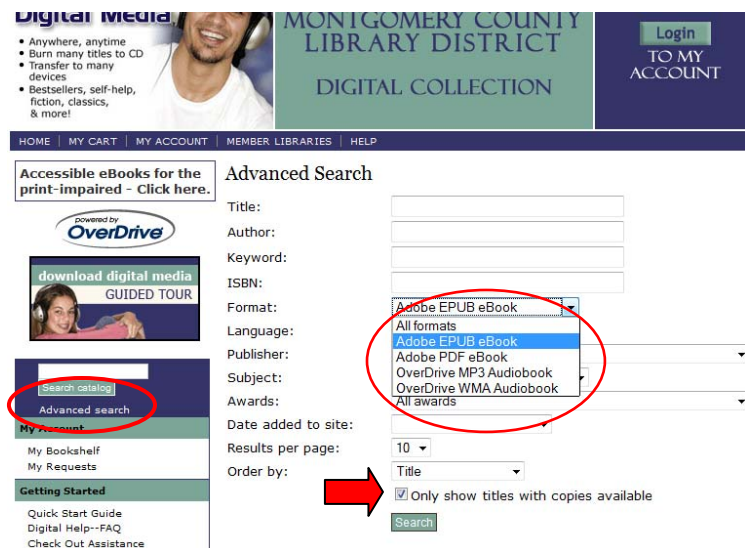 Digital Media
• Anywhere, anytime
• Burn many titles to CD
• Transfer to many
devices
• Bestsellers, self-help,
fiction, classics,
& more!
MONTGOMERY COUNTY
LIBRARY DISTRICT
DIGITAL COLLECTION
Login
TO MY
ACCOUNT
HOME | MY CART | MY ACCOUNT | MEMBER LIBRARIES | HELP
Accessible eBooks for the
print-impaired - Click here.
powered by
OverDrive
download digital media
GUIDED TOUR
Search catalog
Advanced search
My Account
My Bookshelf
My Requests
Getting Started
Quick Start Guide
Digital Help--FAQ
Check Out Assistance
Advanced Search
Title:
Author:
Keyword:
ISBN:
Format: Adobe EPUB eBook
All formats
Adobe EPUB eBook
Adobe PDF eBook
OverDrive MP3 Audiobook
OverDrive WMA Audiobook
Language:
Publisher:
Subject:
Awards: All awards
Date added to site:
Results per page: 10
Order by: Title
Only show titles with copies available
Search